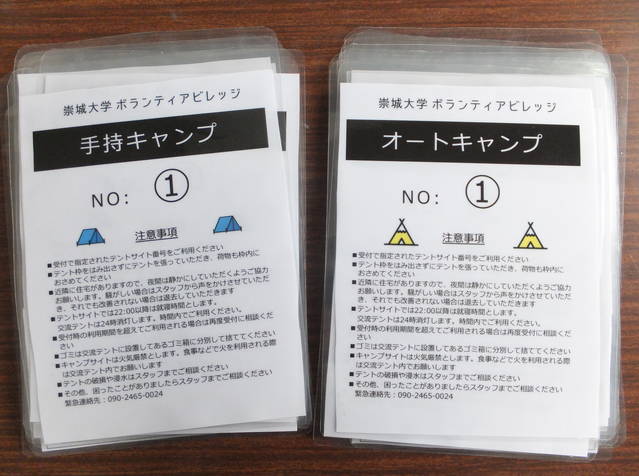 崇城大学 ボランティアビレッジ
手持キャンプ
NO: ①
注意事項
■受付で指定されたテントサイト番号をご利用ください
■テント枠をはみ出さずにテントを張っていただき、荷物も枠内に
おさめてください
■近隣に住宅がありますので、夜間は静かにしていただくようご協力
お願いします。騒がしい場合はスタッフから声をかけさせていただ
き、それでも改善されない場合は退去していただきます
■テントサイトでは22:00以降は就寝時間とします。
交流テントは24時消灯します。時間内でご利用ください。
■受付時の利用期間を超えてご利用される場合は再度受付に相談くだ
さい
■ゴミは交流テントに設置してあるゴミ箱に分別して捨ててください
■キャンプサイトは火気厳禁とします。食事などで火を利用される際
は交流テント内でお願いします
■テントの破損や浸水はスタッフまでご相談ください
■その他、困ったことがありましたらスタッフまでご相談ください
緊急連絡先：090-2465-0024
崇城大学 ボランティアビレッジ
オートキャンプ
NO: ①
注意事項
■受付で指定されたテントサイト番号をご利用ください
■テント枠をはみ出さずにテントを張っていただき、荷物も枠内に
おさめてください
■近隣に住宅がありますので、夜間は静かにしていただくようご協力
お願いします。騒がしい場合はスタッフから声をかけさせていただ
き、それでも改善されない場合は退去していただきます
■テントサイトでは22:00以降は就寝時間とします。
交流テントは24時消灯します。時間内でご利用ください。
■受付時の利用期間を超えてご利用される場合は再度受付に相談くだ
さい
■ゴミは交流テントに設置してあるゴミ箱に分別して捨ててください
■キャンプサイトは火気厳禁とします。食事などで火を利用される際
は交流テント内でお願いします
■テントの破損や浸水はスタッフまでご相談ください
■その他、困ったことがありましたらスタッフまでご相談ください
緊急連絡先：090-2465-0024